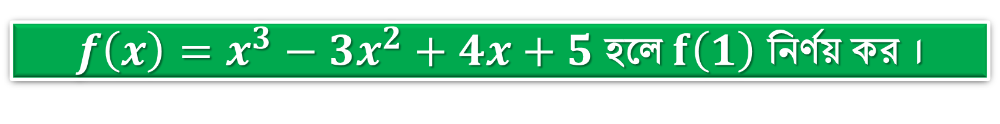 f(x) = x³ − 3x² + 4x + 5 হলে f(1) নির্ণয় কর ।